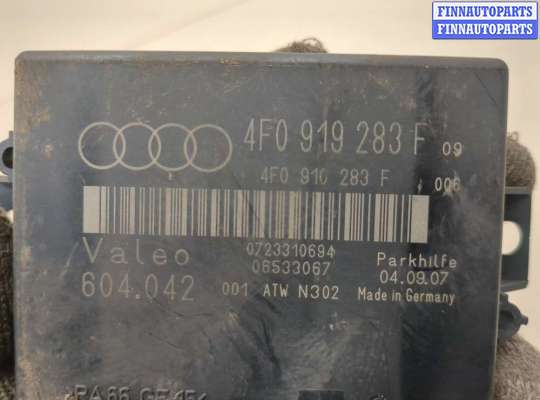 FINNAUTOPARTS
FINNAUTOPARTS
4F0 919 283 F 09
4F0 910 283 F 006
Valeo 0723310694 Parkhilfe
06533067 04.09.07
604.042 001 ATW N302 Made in Germany